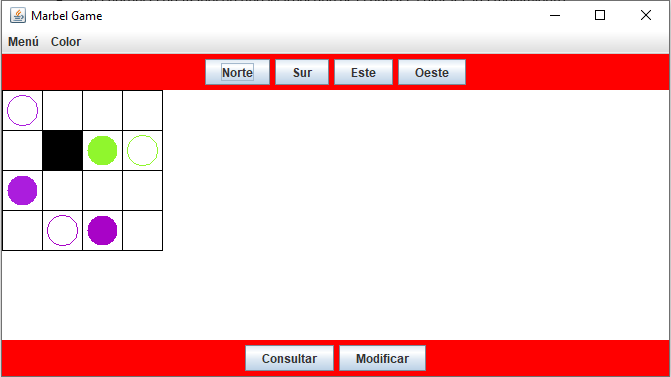 Marbel Game
Menú Color
Norte Sur Este Oeste
Consultar Modificar